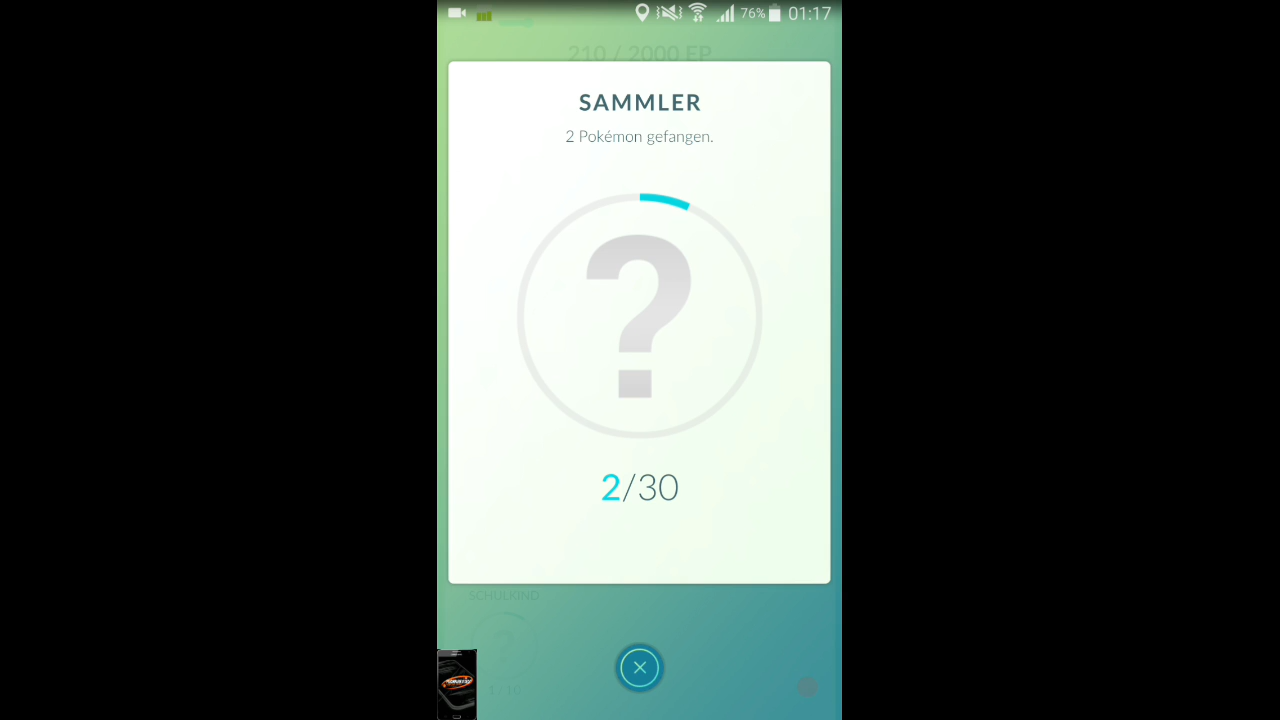 76% 01:17
210 / 2000 EP
SAMMLER
2 Pokémon gefangen.
?
2/30
SCHULKIND